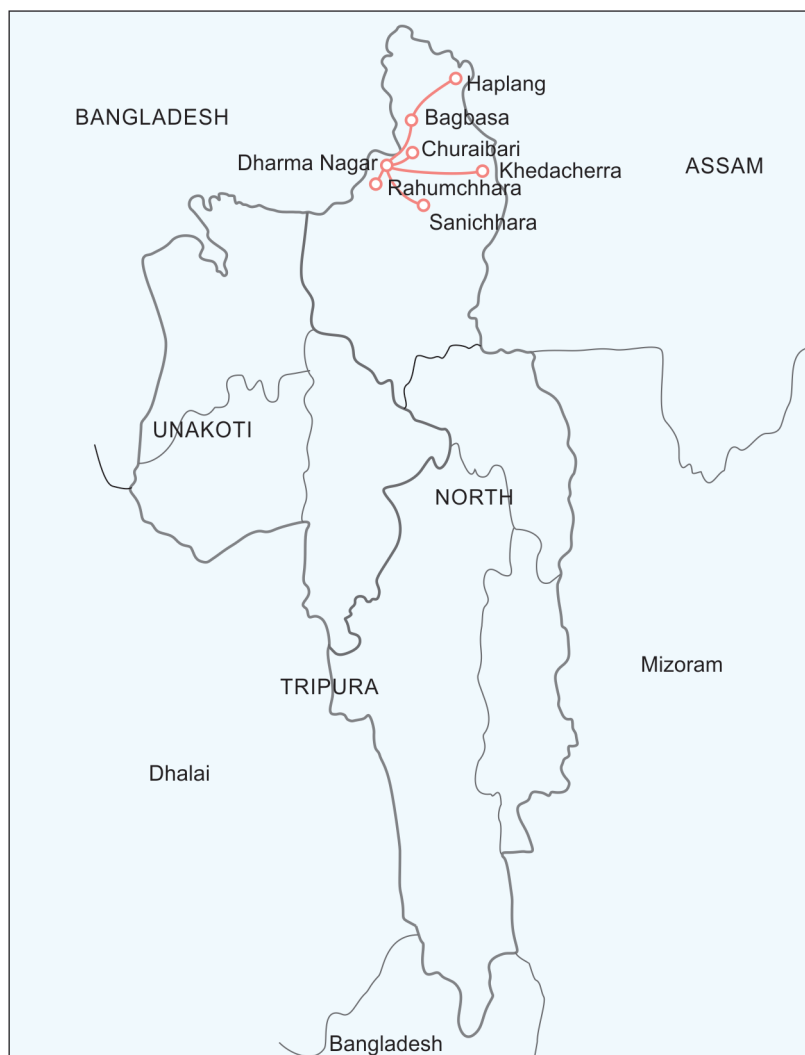 Haplang
BANGLADESH
Bagbasa
Churaibari
Dharma Nagar
Khedacherra
ASSAM
Rahumchhara
Sanichhara
UNAKOTI
NORTH
Mizoram
TRIPURA
Dhalai
Bangladesh